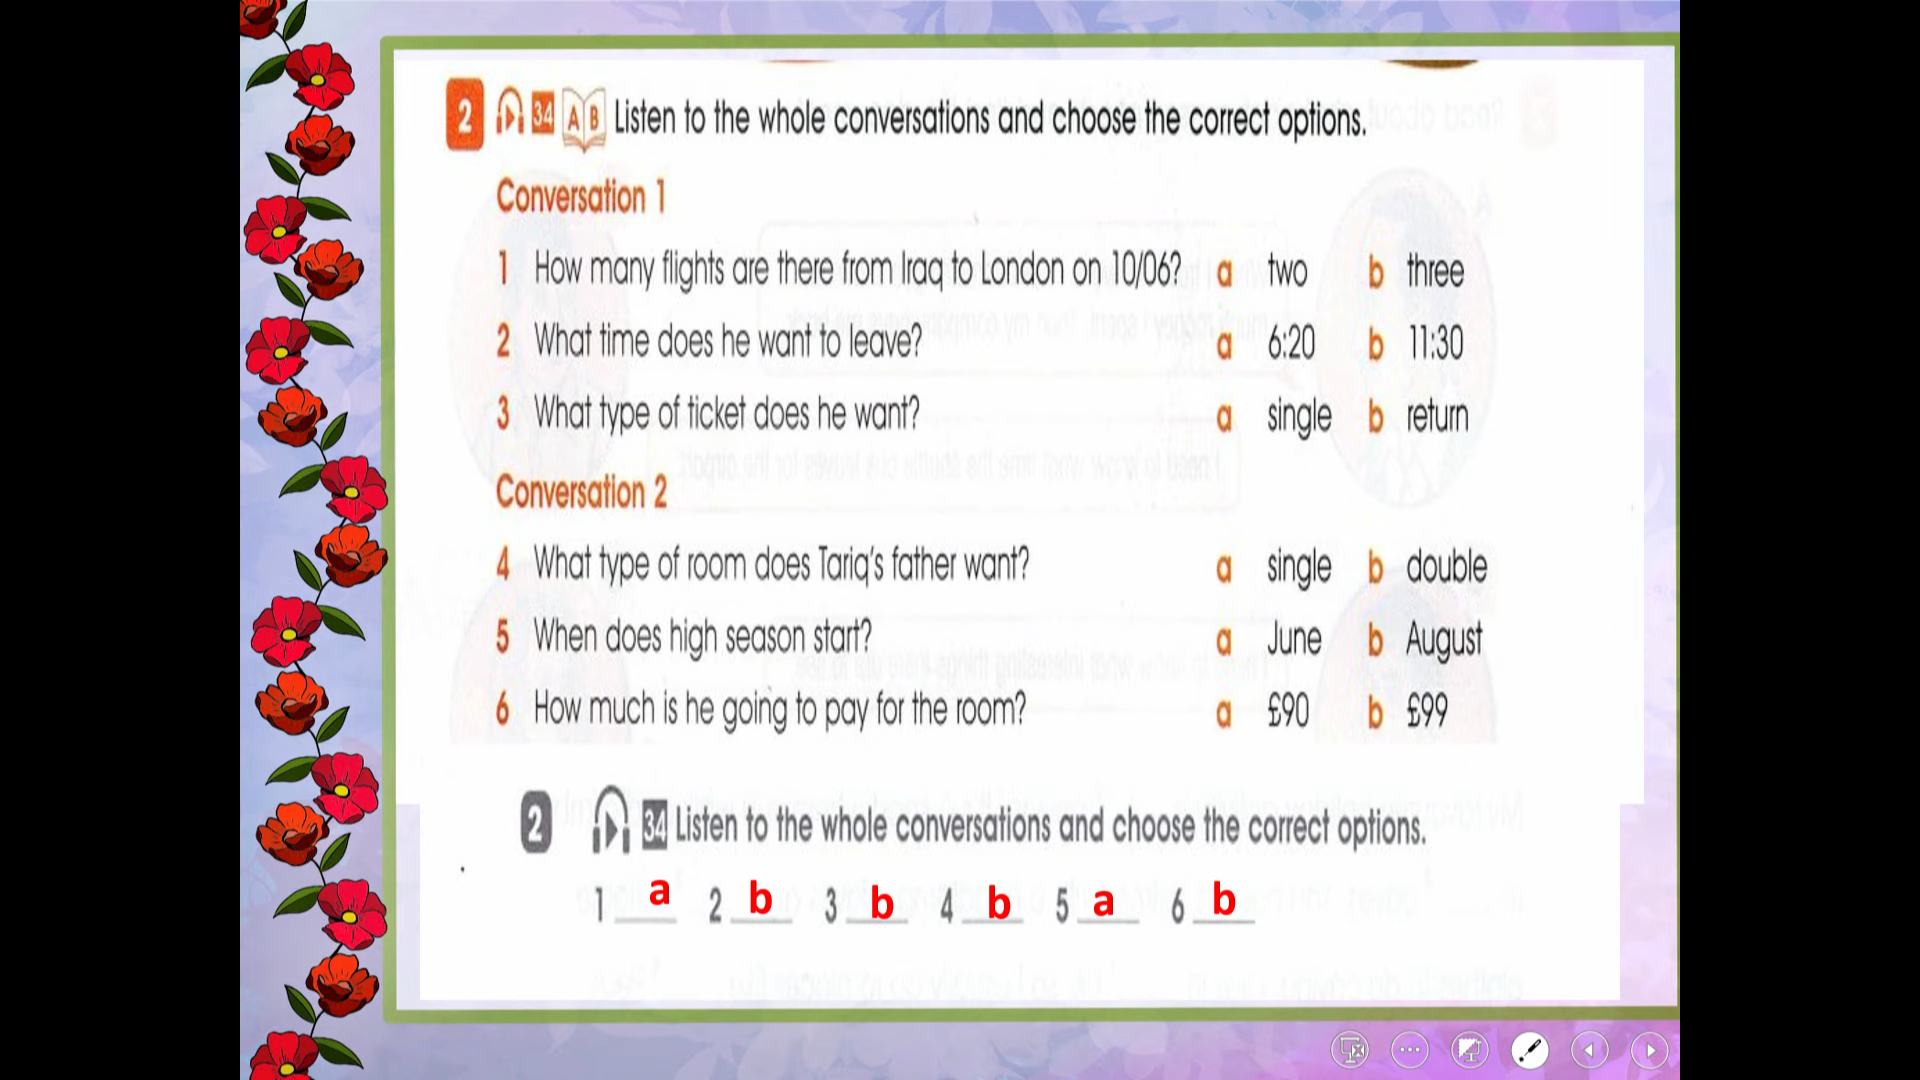 2 34 A B Listen to the whole conversations and choose the correct options.
Conversation 1
1 How many flights are there from Iraq to London on 10/06? a two b three
2 What time does he want to leave? a 6:20 b 11:30
3 What type of ticket does he want? a single b return
Conversation 2
4 What type of room does Tariq's father want? a single b double
5 When does high season start? a June b August
6 How much is he going to pay for the room? a £90 b £99
2 34 Listen to the whole conversations and choose the correct options.
1 a 2 b 3 b 4 b 5 a 6 b